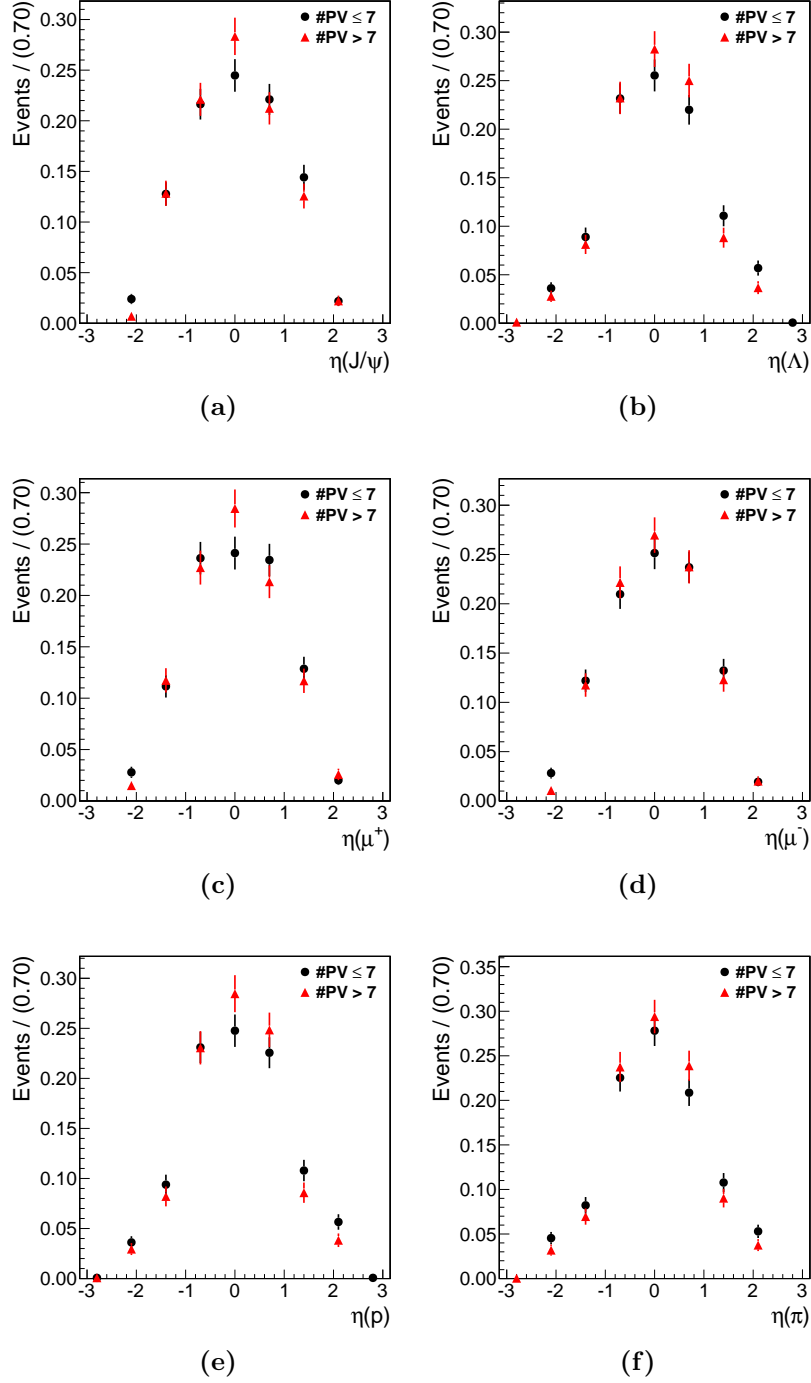 Events / (0.70)
0.30
0.25
0.20
0.15
0.10
0.05
0.00
#PV ≤ 7
#PV > 7
-3 -2 -1 0 1 2 3
η(J/ψ)
(a)
Events / (0.70)
0.30
0.25
0.20
0.15
0.10
0.05
0.00
#PV ≤ 7
#PV > 7
-3 -2 -1 0 1 2 3
η(Λ)
(b)
Events / (0.70)
0.30
0.25
0.20
0.15
0.10
0.05
0.00
#PV ≤ 7
#PV > 7
-3 -2 -1 0 1 2 3
η(μ⁺)
(c)
Events / (0.70)
0.30
0.25
0.20
0.15
0.10
0.05
0.00
#PV ≤ 7
#PV > 7
-3 -2 -1 0 1 2 3
η(μ⁻)
(d)
Events / (0.70)
0.30
0.25
0.20
0.15
0.10
0.05
0.00
#PV ≤ 7
#PV > 7
-3 -2 -1 0 1 2 3
η(p)
(e)
Events / (0.70)
0.35
0.30
0.25
0.20
0.15
0.10
0.05
0.00
#PV ≤ 7
#PV > 7
-3 -2 -1 0 1 2 3
η(π)
(f)